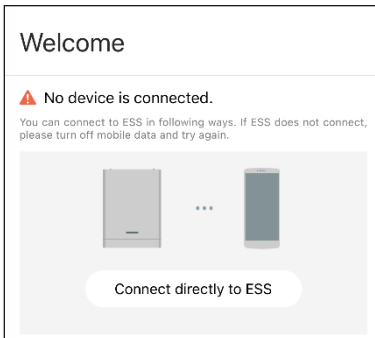 Welcome
No device is connected.
You can connect to ESS in following ways. If ESS does not connect,
please turn off mobile data and try again.
Connect directly to ESS